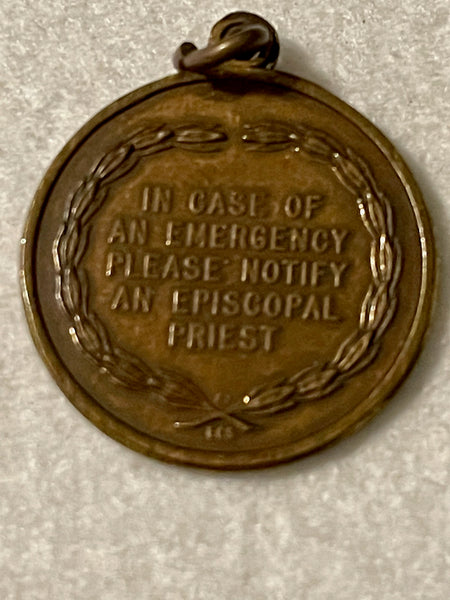 IN CASE OF
AN EMERGENCY
PLEASE NOTIFY
AN EPISCOPAL
PRIEST